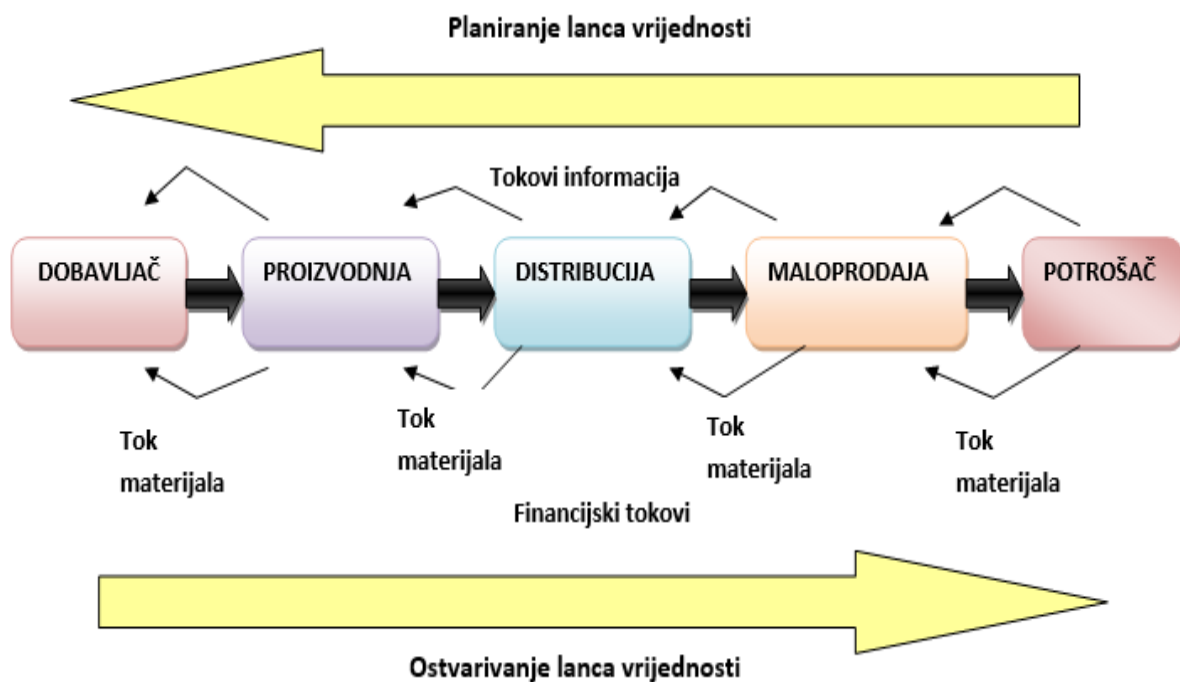 Planiranje lanca vrijednosti
Tokovi informacija
DOBAVLJAČ
PROIZVODNJA
DISTRIBUCIJA
MALOPRODAJA
POTROŠAČ
Tok
materijala
Tok
materijala
Tok
materijala
Tok
materijala
Financijski tokovi
Ostvarivanje lanca vrijednosti